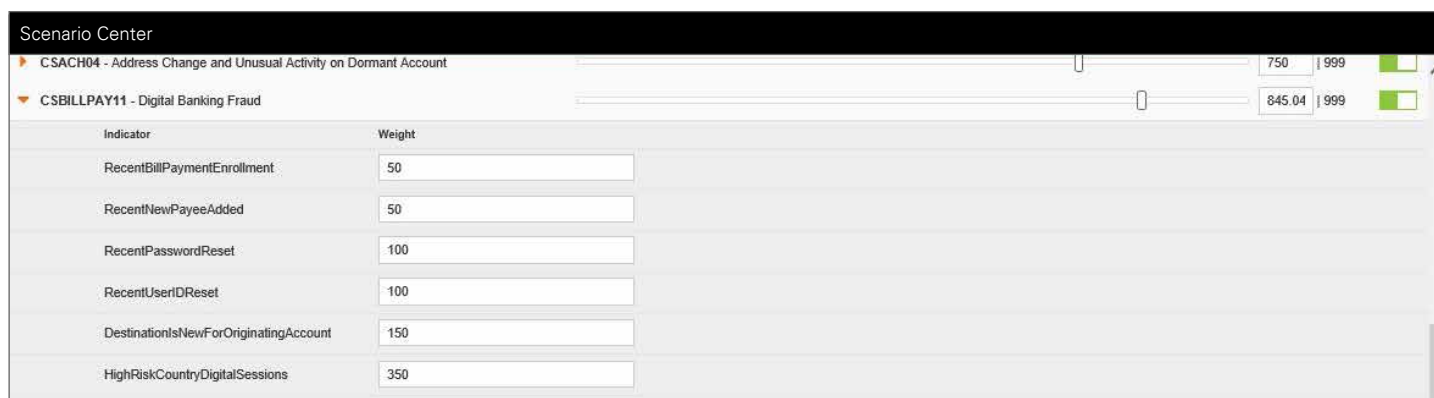 Scenario Center
CSACH04 - Address Change and Unusual Activity on Dormant Account 750 | 999
CSBILLPAY11 - Digital Banking Fraud 845.04 | 999
Indicator Weight
RecentBillPaymentEnrollment 50
RecentNewPayeeAdded 50
RecentPasswordReset 100
RecentUserIDReset 100
DestinationIsNewForOriginatingAccount 150
HighRiskCountryDigitalSessions 350